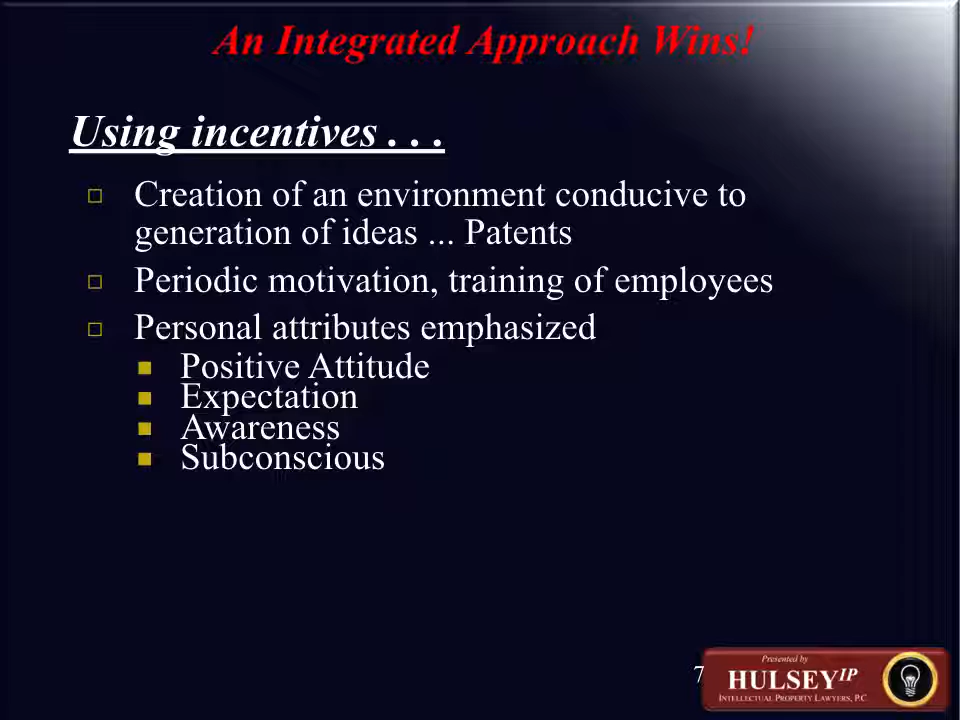 An Integrated Approach Wins!
Using incentives . . .
Creation of an environment conducive to
generation of ideas ... Patents
Periodic motivation, training of employees
Personal attributes emphasized
Positive Attitude
Expectation
Awareness
Subconscious
7
Presented by
HULSEY IP
INTELLECTUAL PROPERTY LAWYERS, P.C